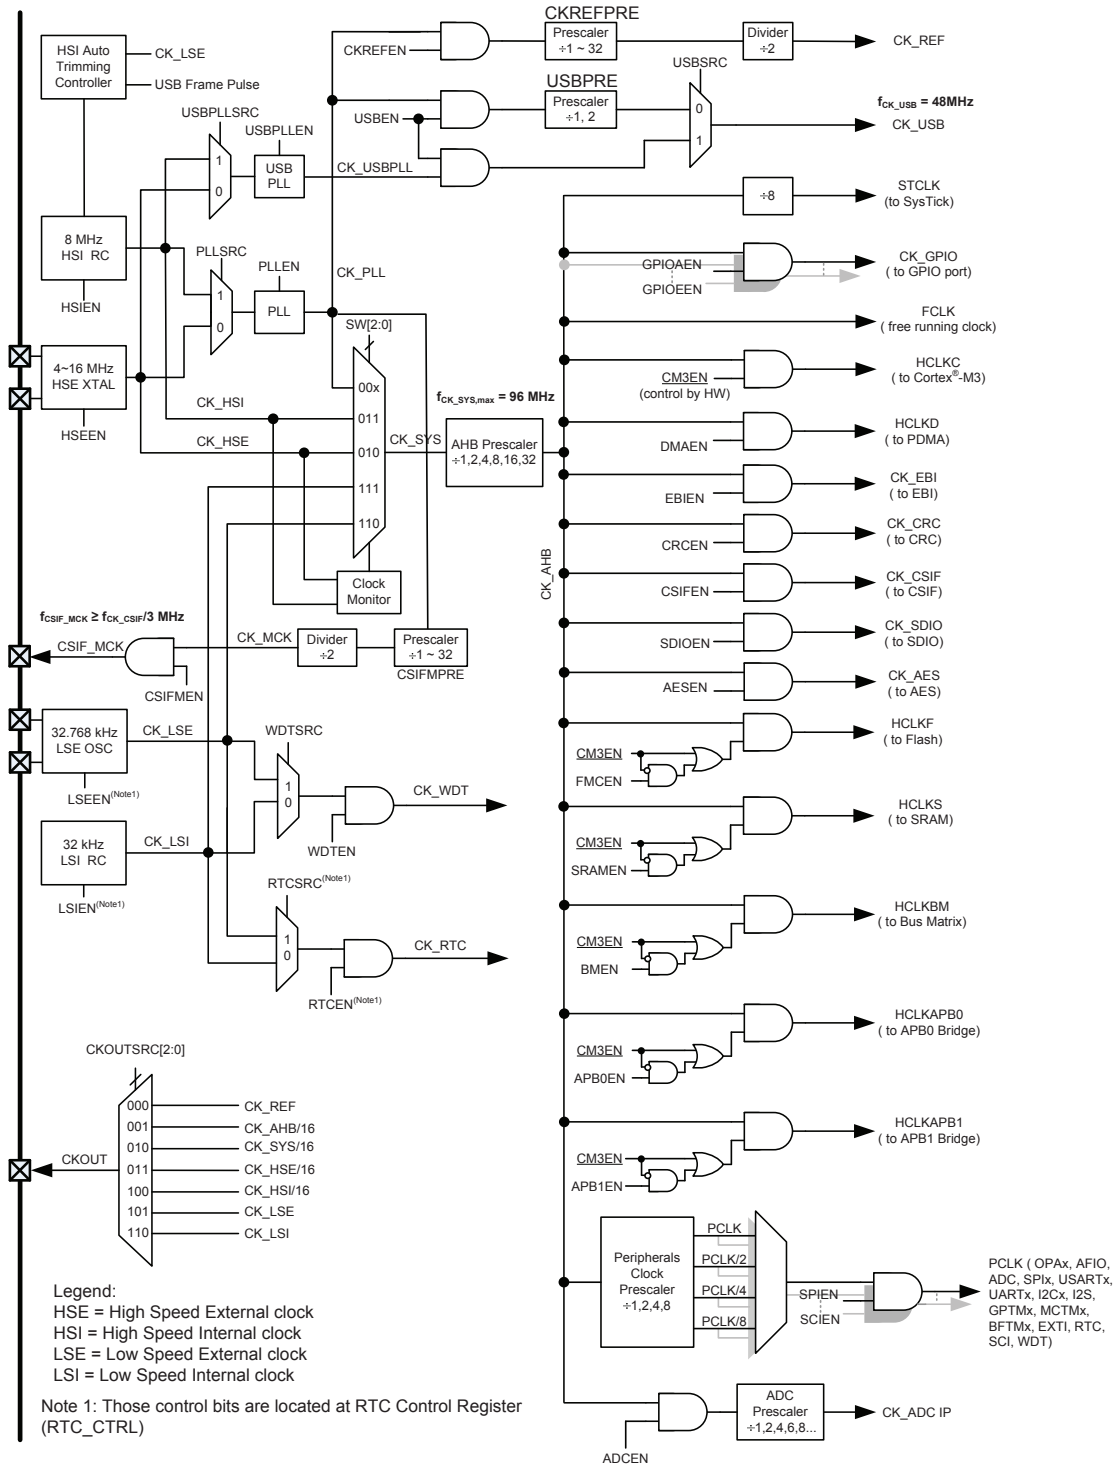 CKREFPRE
HSI Auto
Trimming
Controller
CK_LSE
USB Frame Pulse
CKREFEN
Prescaler
÷1 ~ 32
Divider
÷2
CK_REF
USBSRC
USBPRE
Prescaler
÷1, 2
0
1
fCK_USB = 48MHz
CK_USB
USBEN
USBPLLSRC
USBPLLEN
1
0
USB
PLL
CK_USBPLL
÷8
STCLK
(to SysTick)
8 MHz
HSI RC
HSIEN
PLLSRC
PLLEN
1
0
PLL
CK_PLL
GPIOAEN
GPIOEEN
CK_GPIO
( to GPIO port)
FCLK
( free running clock)
SW[2:0]
4~16 MHz
HSE XTAL
HSEEN
CK_HSI
CK_HSE
00x
011
010
111
110
fCK_SYS,max = 96 MHz
CK_SYS
AHB Prescaler
÷1,2,4,8,16,32
CM3EN
(control by HW)
HCLKC
( to Cortex®-M3)
DMAEN
HCLKD
( to PDMA)
EBIEN
CK_EBI
( to EBI)
CRCEN
CK_CRC
( to CRC)
CK_AHB
Clock
Monitor
CSIFEN
CK_CSIF
( to CSIF)
fCSIF_MCK ≥ fCK_CSIF/3 MHz
CSIF_MCK
CSIFMEN
CK_MCK
Divider
÷2
Prescaler
÷1 ~ 32
CSIFMPRE
SDIOEN
CK_SDIO
( to SDIO)
AESEN
CK_AES
( to AES)
32.768 kHz
LSE OSC
LSEEN(Note1)
CK_LSE
WDTSRC
1
0
WDTEN
CK_WDT
CM3EN
FMCEN
HCLKF
( to Flash)
32 kHz
LSI RC
LSIEN(Note1)
CK_LSI
CM3EN
SRAMEN
HCLKS
( to SRAM)
RTCSRC(Note1)
1
0
RTCEN(Note1)
CK_RTC
CM3EN
BMEN
HCLKBM
( to Bus Matrix)
CM3EN
APB0EN
HCLKAPB0
( to APB0 Bridge)
CM3EN
APB1EN
HCLKAPB1
( to APB1 Bridge)
CKOUTSRC[2:0]
CKOUT
000 CK_REF
001 CK_AHB/16
010 CK_SYS/16
011 CK_HSE/16
100 CK_HSI/16
101 CK_LSE
110 CK_LSI
Peripherals
Clock
Prescaler
÷1,2,4,8
PCLK
PCLK/2
PCLK/4
PCLK/8
SPIEN
SCIEN
PCLK ( OPAx, AFIO,
ADC, SPIx, USARTx,
UARTx, I2Cx, I2S,
GPTMx, MCTMx,
BFTMx, EXTI, RTC,
SCI, WDT)
ADCEN
ADC
Prescaler
÷1,2,4,6,8...
CK_ADC IP
Legend:
HSE = High Speed External clock
HSI = High Speed Internal clock
LSE = Low Speed External clock
LSI = Low Speed Internal clock
Note 1: Those control bits are located at RTC Control Register
(RTC_CTRL)